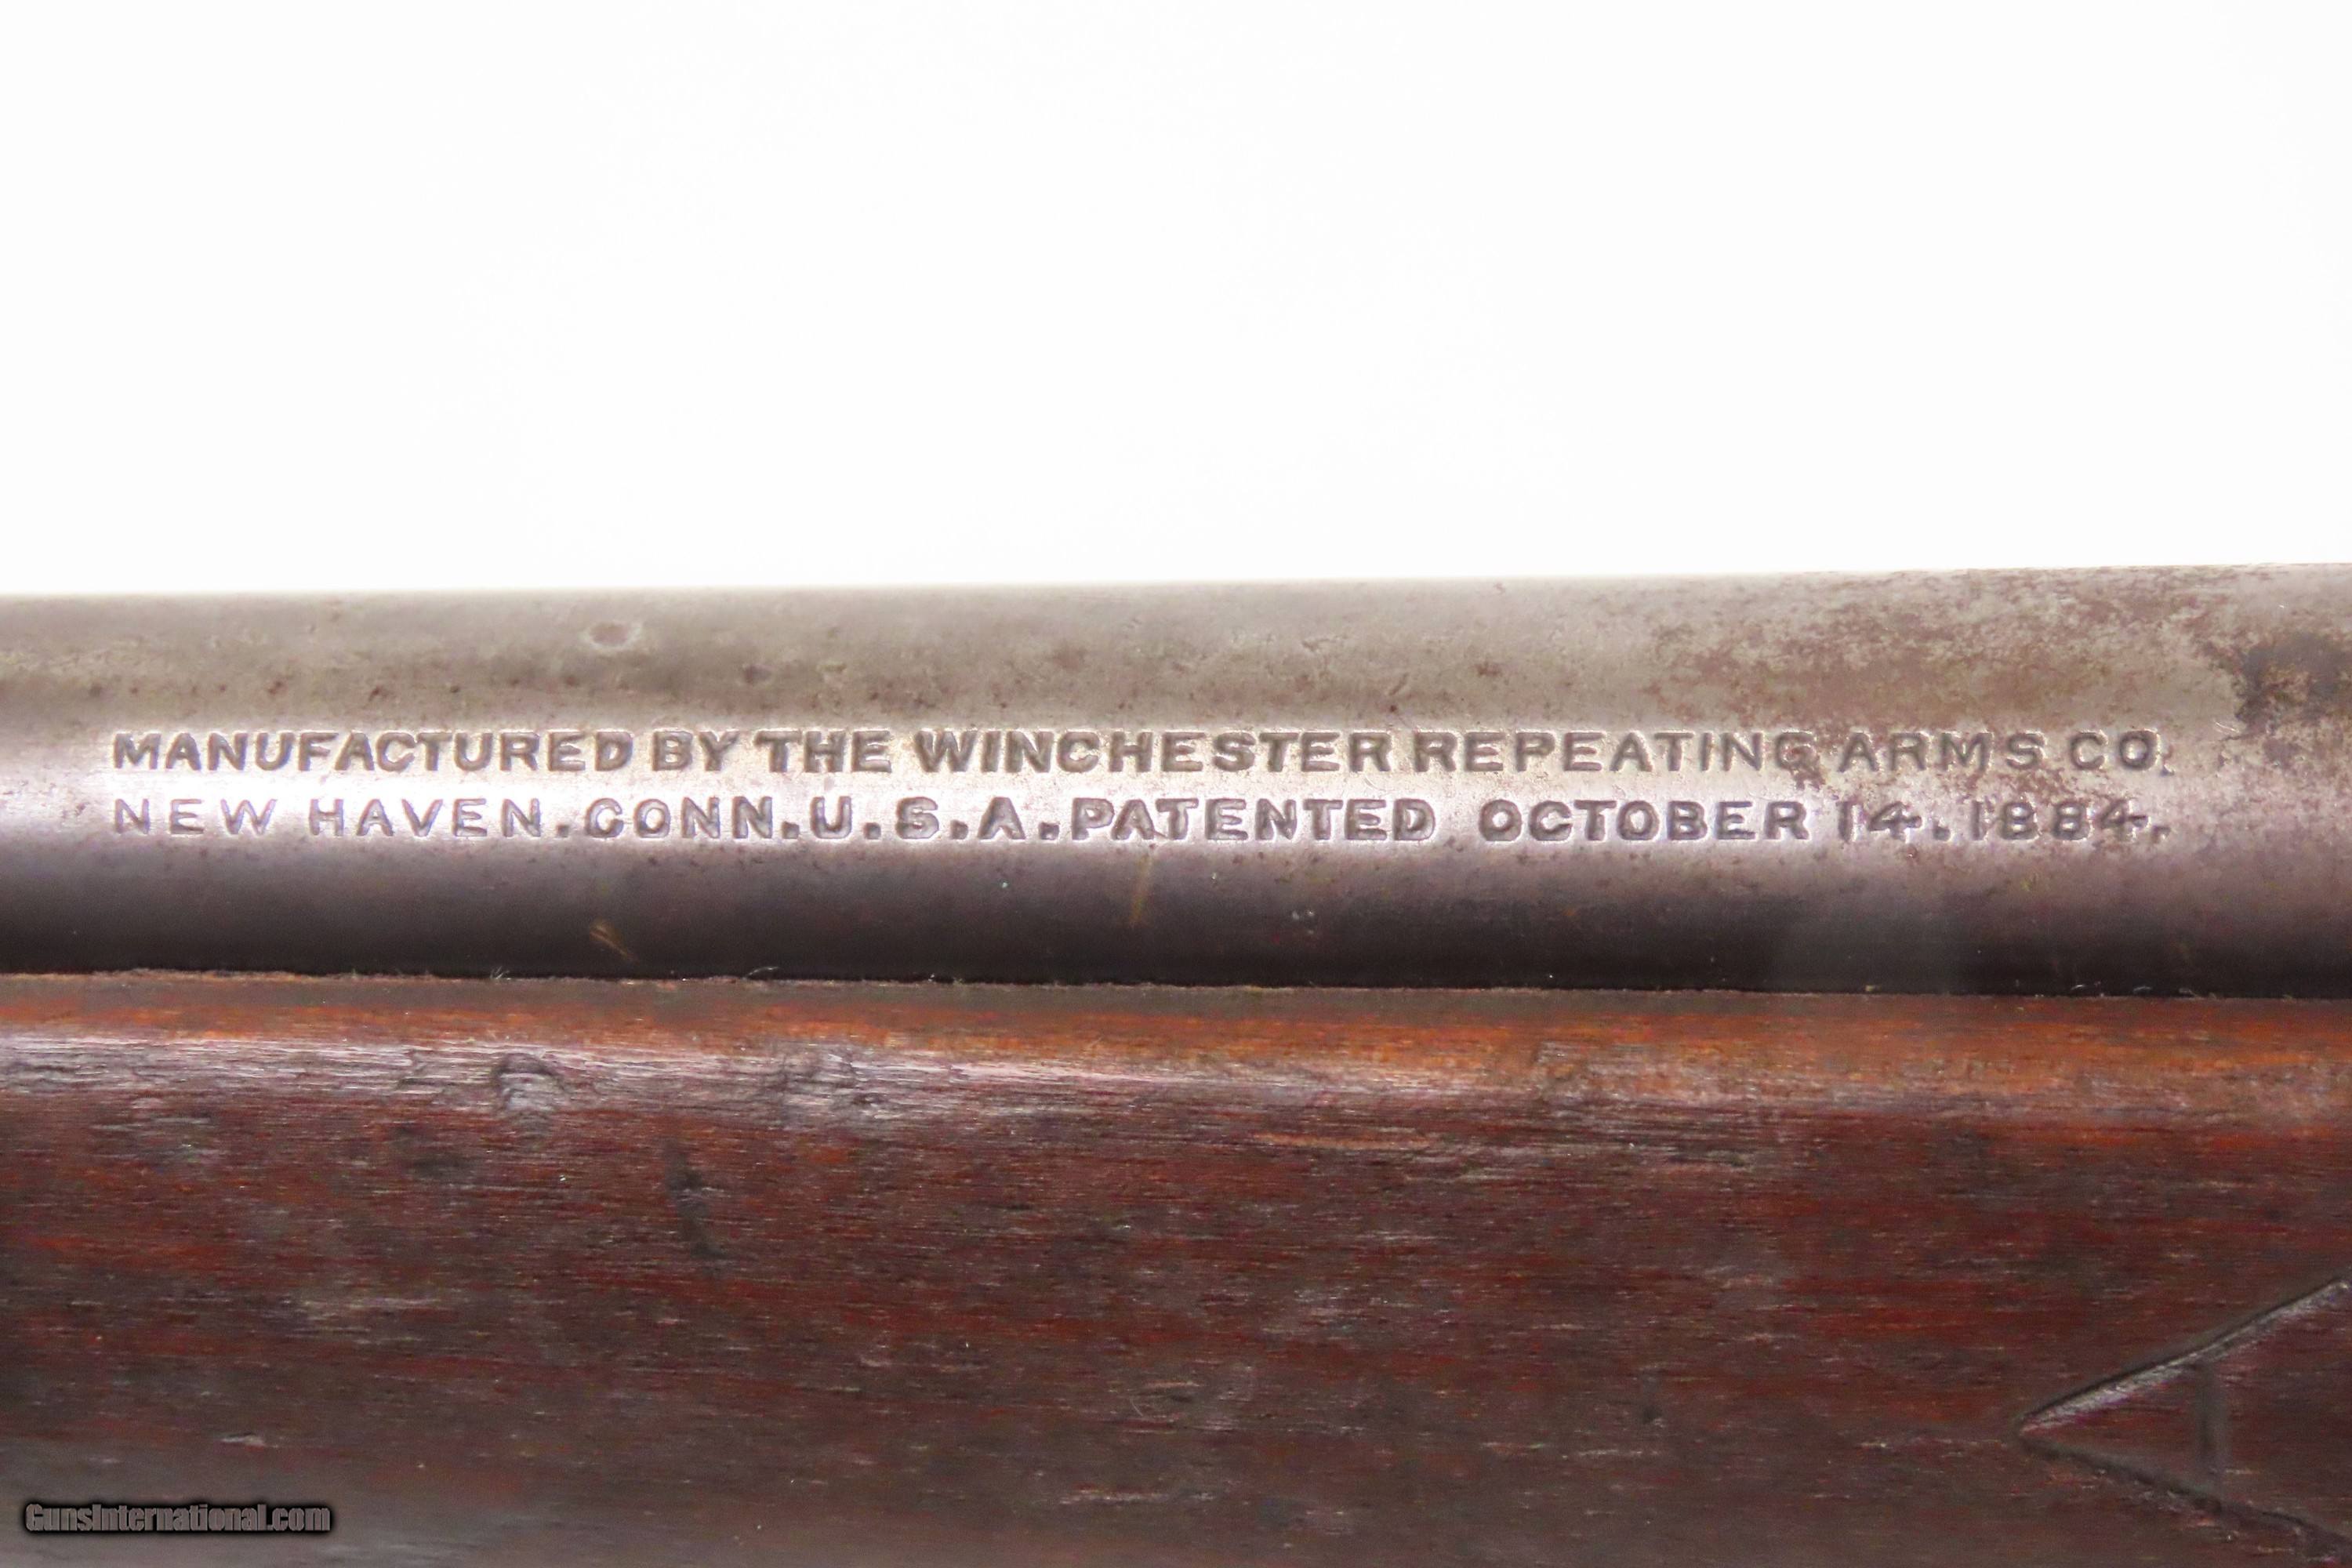 MANUFACTURED BY THE WINCHESTER REPEATING ARMS CO.
NEW HAVEN. CONN. U. S. A. PATENTED OCTOBER 14. 1884.
A
GunsInternational.com